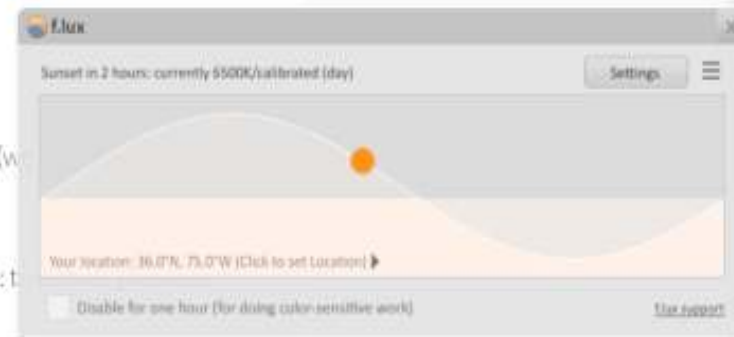 f.lux
Sunset in 2 hours: currently 6500K/calibrated (day)
Settings
(w
Your location: 36.0°N, 75.0°W (Click to set Location)
: t
Disable for one hour (for doing color-sensitive work)
f.lux support